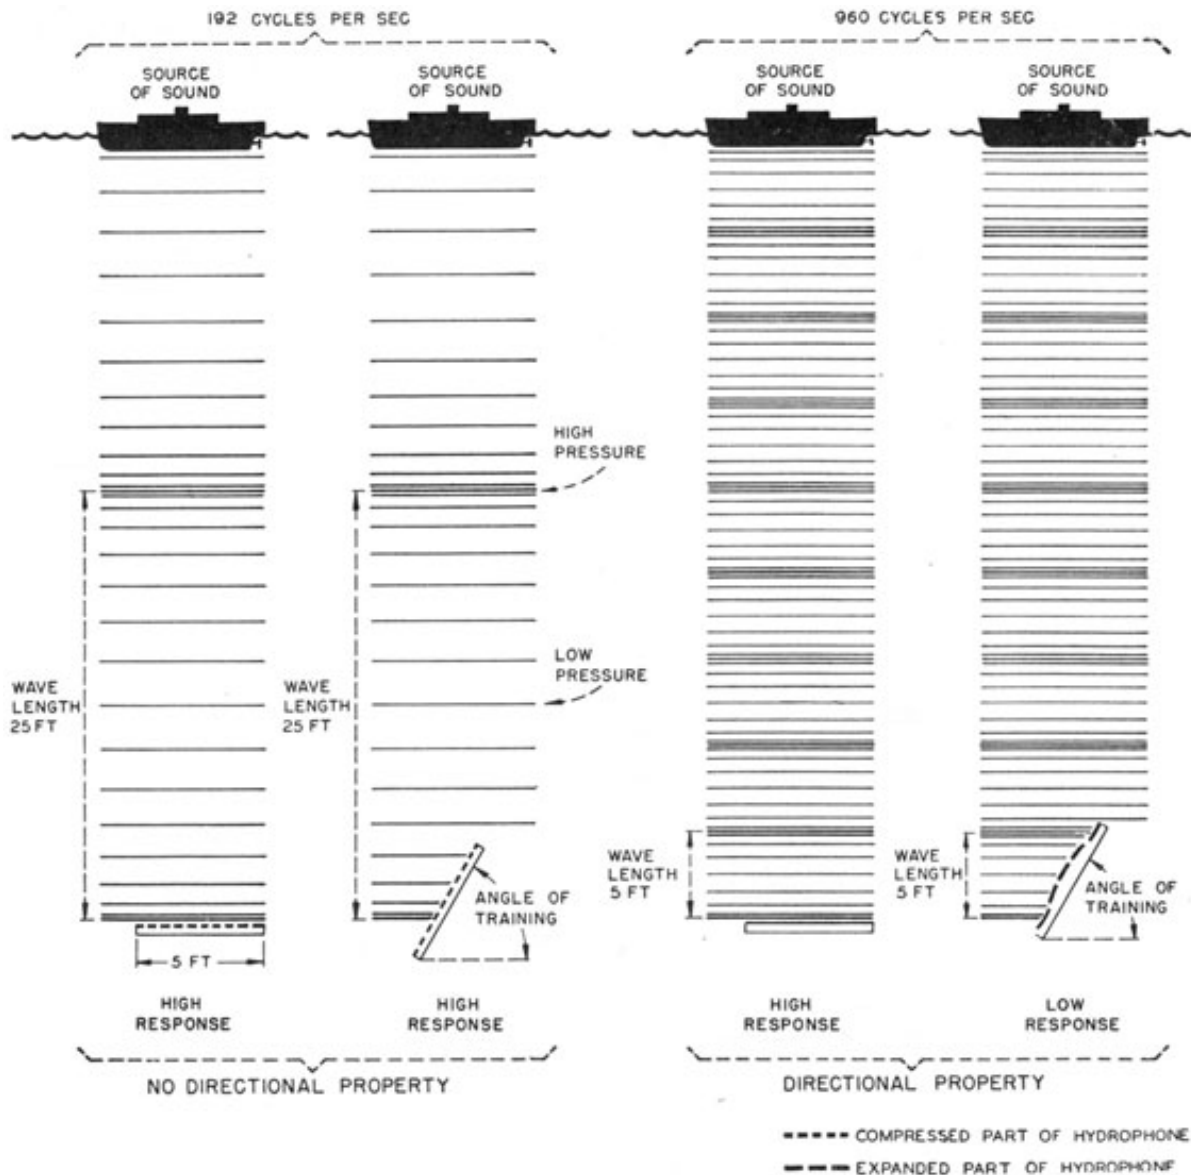 192 CYCLES PER SEC
960 CYCLES PER SEC
SOURCE
OF SOUND
SOURCE
OF SOUND
SOURCE
OF SOUND
SOURCE
OF SOUND
HIGH
PRESSURE
LOW
PRESSURE
WAVE
LENGTH
25 FT
WAVE
LENGTH
25 FT
WAVE
LENGTH
5 FT
WAVE
LENGTH
5 FT
ANGLE OF
TRAINING
ANGLE OF
TRAINING
5 FT
HIGH
RESPONSE
HIGH
RESPONSE
HIGH
RESPONSE
LOW
RESPONSE
NO DIRECTIONAL PROPERTY
DIRECTIONAL PROPERTY
COMPRESSED PART OF HYDROPHONE
EXPANDED PART OF HYDROPHONE